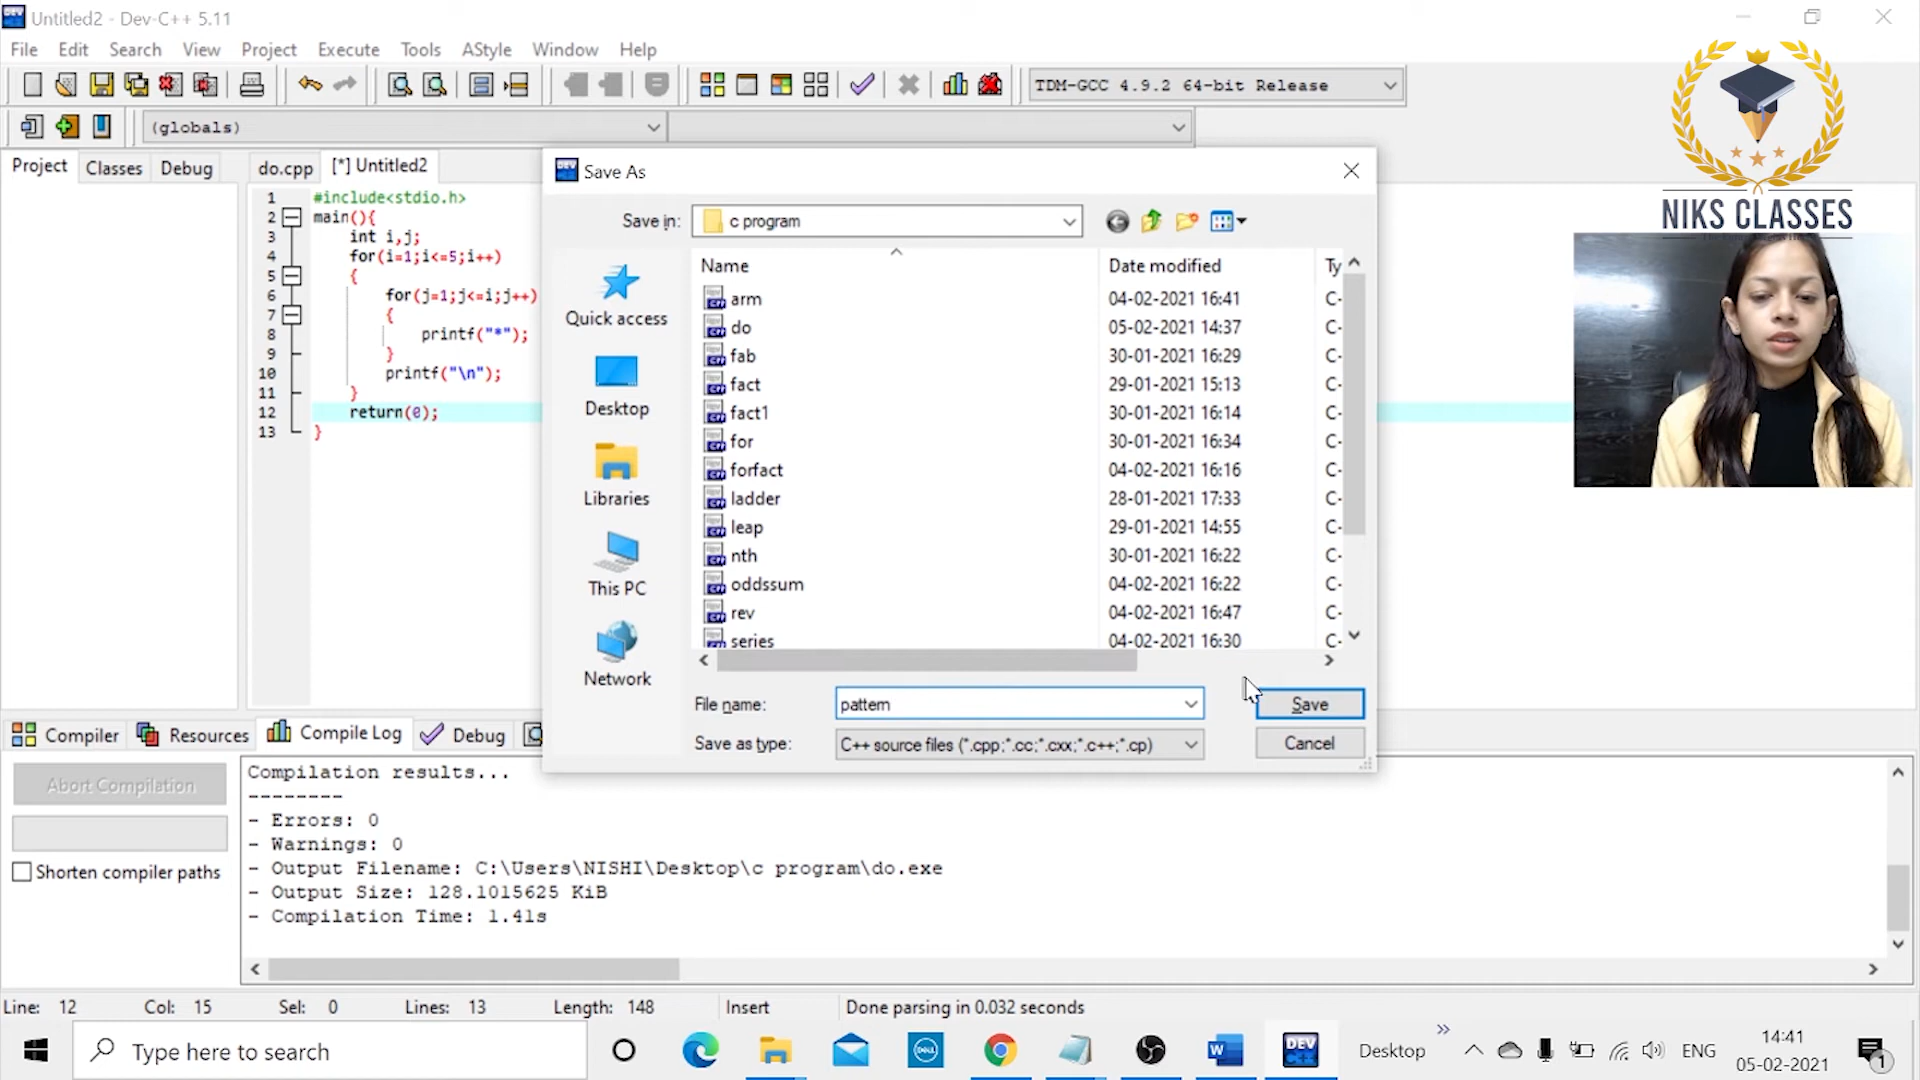 Untitled2 - Dev-C++ 5.11
File Edit Search View Project Execute Tools AStyle Window Help
TDM-GCC 4.9.2 64-bit Release
(globals)
NIKS CLASSES
Project Classes Debug
do.cpp [*] Untitled2
1 #include<stdio.h>
2 main(){
3 int i,j;
4 for(i=1;i<=5;i++)
5 {
6 for(j=1;j<=i;j++)
7 {
8 printf("*");
9 }
10 printf("\n");
11 }
12 return(0);
13 }
Save As
Save in: c program
Quick access
Desktop
Libraries
This PC
Network
Name Date modified Ty
arm 04-02-2021 16:41 C-
do 05-02-2021 14:37 C-
fab 30-01-2021 16:29 C-
fact 29-01-2021 15:13 C-
fact1 30-01-2021 16:14 C-
for 30-01-2021 16:34 C-
forfact 04-02-2021 16:16 C-
ladder 28-01-2021 17:33 C-
leap 29-01-2021 14:55 C-
nth 30-01-2021 16:22 C-
oddssum 04-02-2021 16:22 C-
rev 04-02-2021 16:47 C-
series 04-02-2021 16:30 C-
File name: pattern Save
Save as type: C++ source files (*.cpp;*.cc;*.cxx;*.c++;*.cp) Cancel
Compiler Resources Compile Log Debug
Abort Compilation
Shorten compiler paths
Compilation results...
--------
- Errors: 0
- Warnings: 0
- Output Filename: C:\Users\NISHI\Desktop\c program\do.exe
- Output Size: 128.1015625 KiB
- Compilation Time: 1.41s
Line: 12 Col: 15 Sel: 0 Lines: 13 Length: 148 Insert Done parsing in 0.032 seconds
Type here to search
DELL
W
DEV C++
Desktop
ENG
14:41
05-02-2021
1